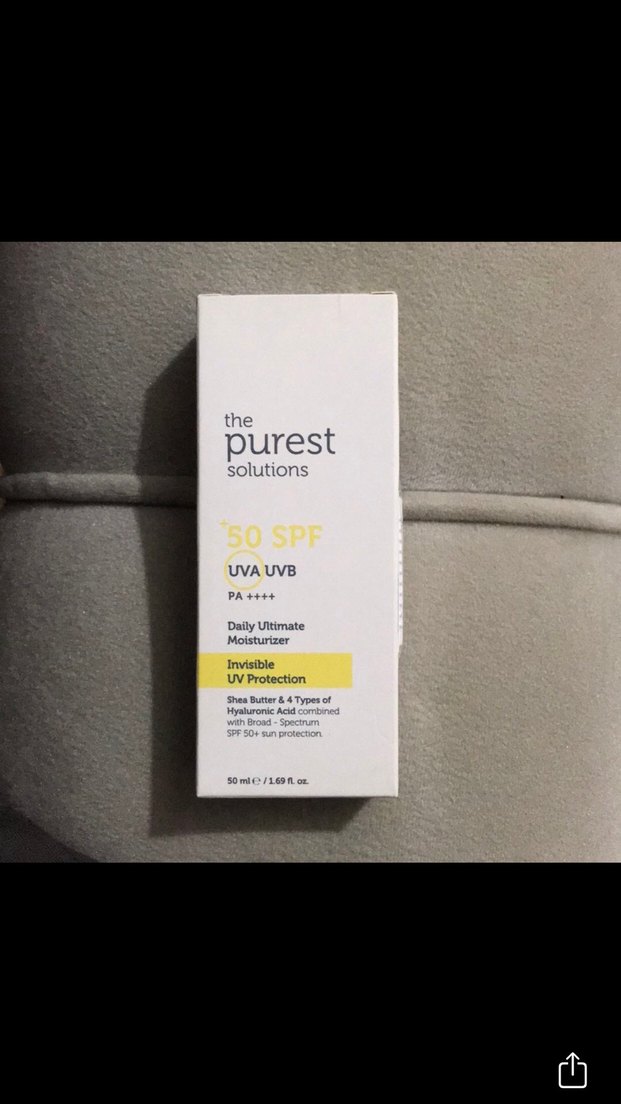 the
purest
solutions
+50 SPF
UVA UVB
PA ++++
Daily Ultimate
Moisturizer
Invisible
UV Protection
Shea Butter & 4 Types of
Hyaluronic Acid combined
with Broad - Spectrum
SPF 50+ sun protection.
50 ml ℮ / 1.69 fl. oz.